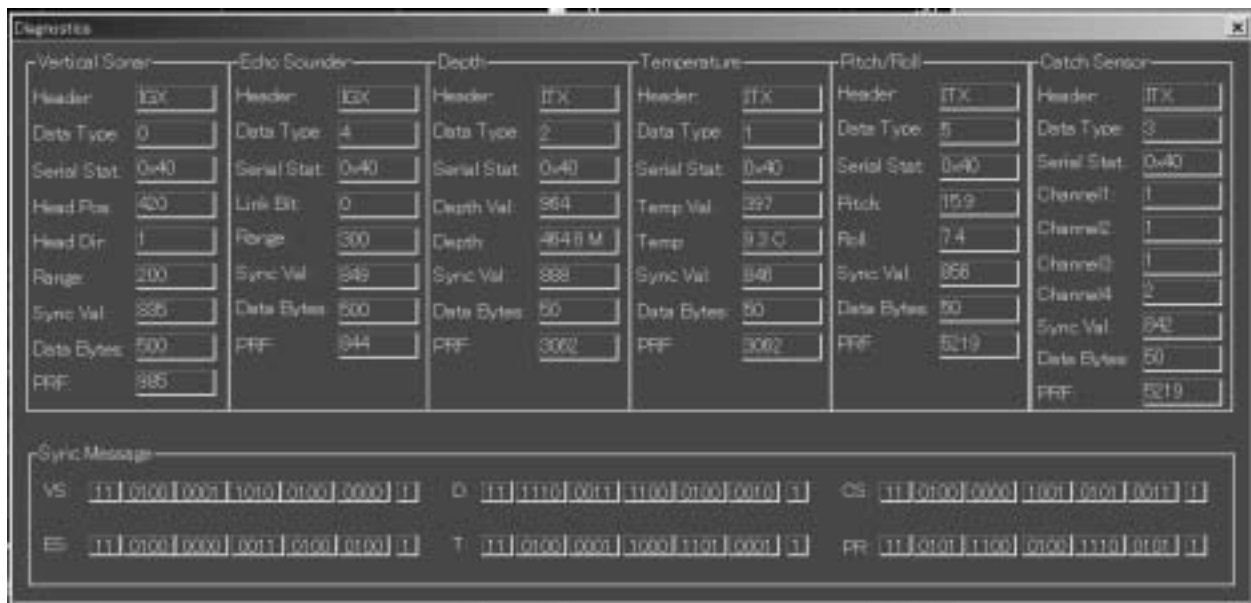 Diagnostics
Vertical Sonar
Header: IGX
Data Type: 0
Serial Stat: 0x40
Head Pos: 420
Head Dir: 1
Range: 200
Sync Val: 835
Data Bytes: 500
PRF: 985
Echo Sounder
Header: IGX
Data Type: 4
Serial Stat: 0x40
Link Bit: 0
Range: 300
Sync Val: 849
Data Bytes: 500
PRF: 844
Depth
Header: ITX
Data Type: 2
Serial Stat: 0x40
Depth Val: 964
Depth: 464.8 M
Sync Val: 888
Data Bytes: 50
PRF: 3062
Temperature
Header: ITX
Data Type: 1
Serial Stat: 0x40
Temp Val: 397
Temp: 9.3 C
Sync Val: 846
Data Bytes: 50
PRF: 3062
Pitch/Roll
Header: ITX
Data Type: 5
Serial Stat: 0x40
Pitch: 15.9
Roll: 7.4
Sync Val: 856
Data Bytes: 50
PRF: 5219
Catch Sensor
Header: ITX
Data Type: 3
Serial Stat: 0x40
Channel1: 1
Channel2: 1
Channel3: 1
Channel4: 2
Sync Val: 842
Data Bytes: 50
PRF: 5219
Sync Message
VS: 11 0100 0001 1010 0100 0000 1
D: 11 1110 0011 1100 0100 0010 1
CS: 11 0100 0000 1001 0101 0011 1
ES: 11 0100 0000 0011 0100 0100 1
T: 11 0100 0001 1000 1101 0001 1
PR: 11 0101 1100 0100 1110 0101 1